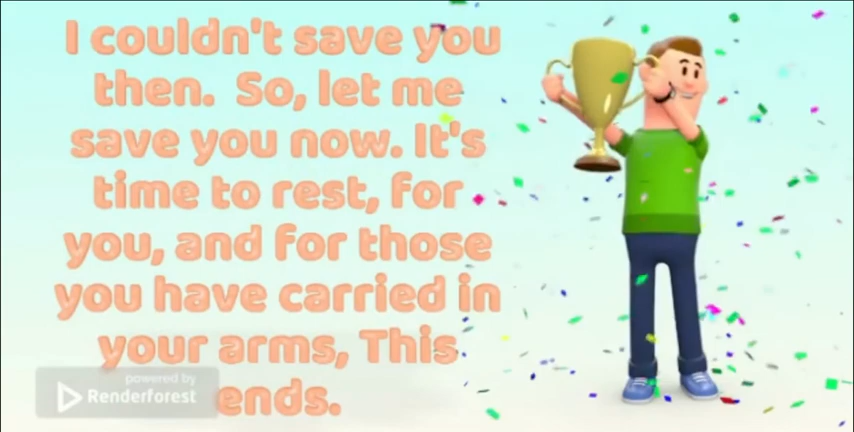 I couldn't save you
then. So, let me
save you now. It's
time to rest, for
you, and for those
you have carried in
your arms, This
ends.
powered by
Renderforest